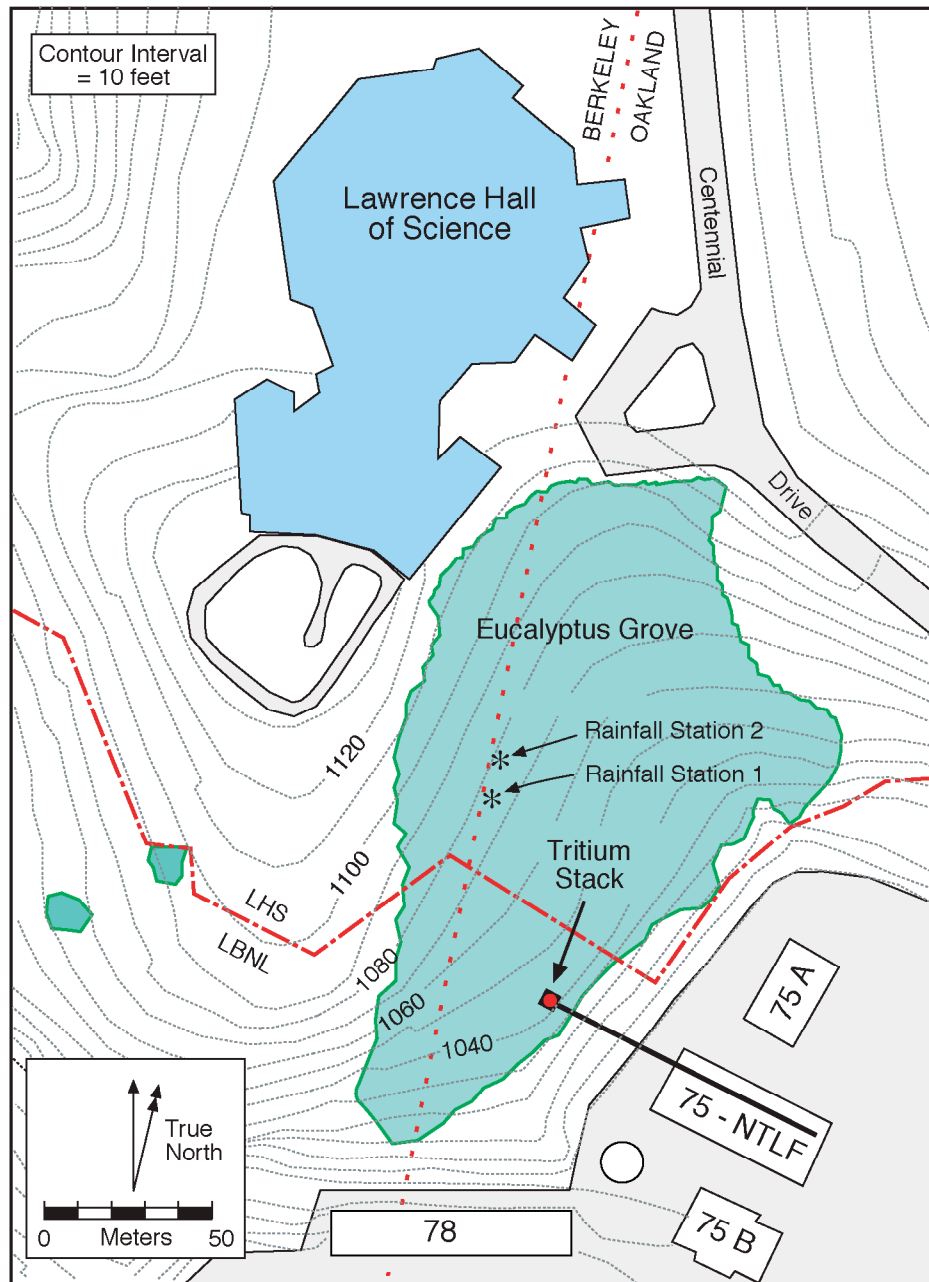 Contour Interval
= 10 feet
BERKELEY
OAKLAND
Lawrence Hall
of Science
Centennial
Drive
Eucalyptus Grove
Rainfall Station 2
Rainfall Station 1
1120
1100
Tritium
Stack
LHS
LBNL
1080
1060
1040
75 A
75 - NTLF
75 B
78
True
North
0 Meters 50